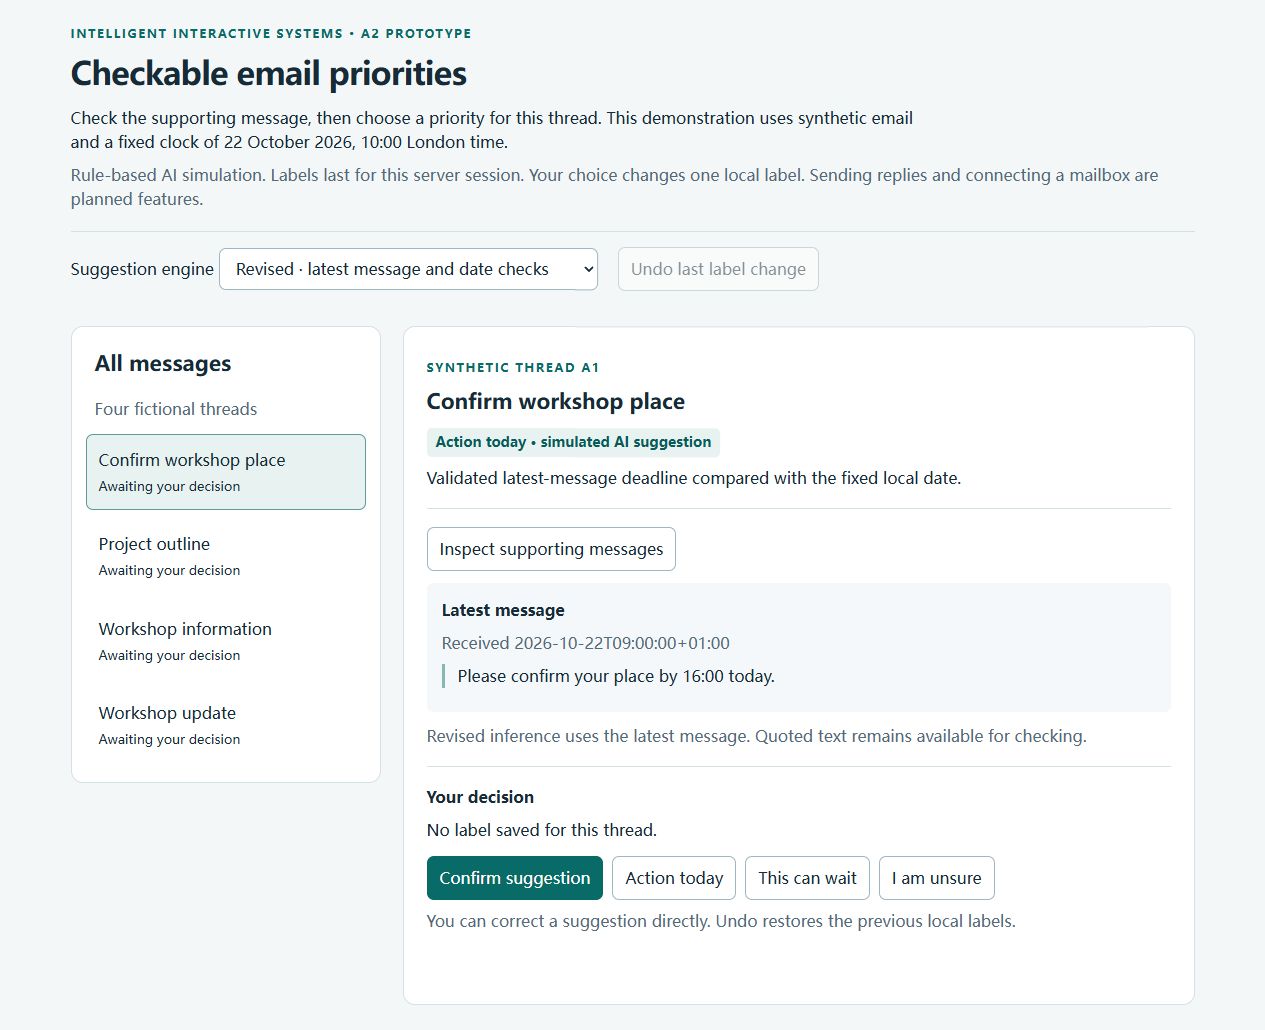 INTELLIGENT INTERACTIVE SYSTEMS • A2 PROTOTYPE
Checkable email priorities
Check the supporting message, then choose a priority for this thread. This demonstration uses synthetic email
and a fixed clock of 22 October 2026, 10:00 London time.
Rule-based AI simulation. Labels last for this server session. Your choice changes one local label. Sending replies and connecting a mailbox are
planned features.
Suggestion engine Revised · latest message and date checks Undo last label change
All messages
Four fictional threads
Confirm workshop place
Awaiting your decision
Project outline
Awaiting your decision
Workshop information
Awaiting your decision
Workshop update
Awaiting your decision
SYNTHETIC THREAD A1
Confirm workshop place
Action today • simulated AI suggestion
Validated latest-message deadline compared with the fixed local date.
Inspect supporting messages
Latest message
Received 2026-10-22T09:00:00+01:00
Please confirm your place by 16:00 today.
Revised inference uses the latest message. Quoted text remains available for checking.
Your decision
No label saved for this thread.
Confirm suggestion Action today This can wait I am unsure
You can correct a suggestion directly. Undo restores the previous local labels.